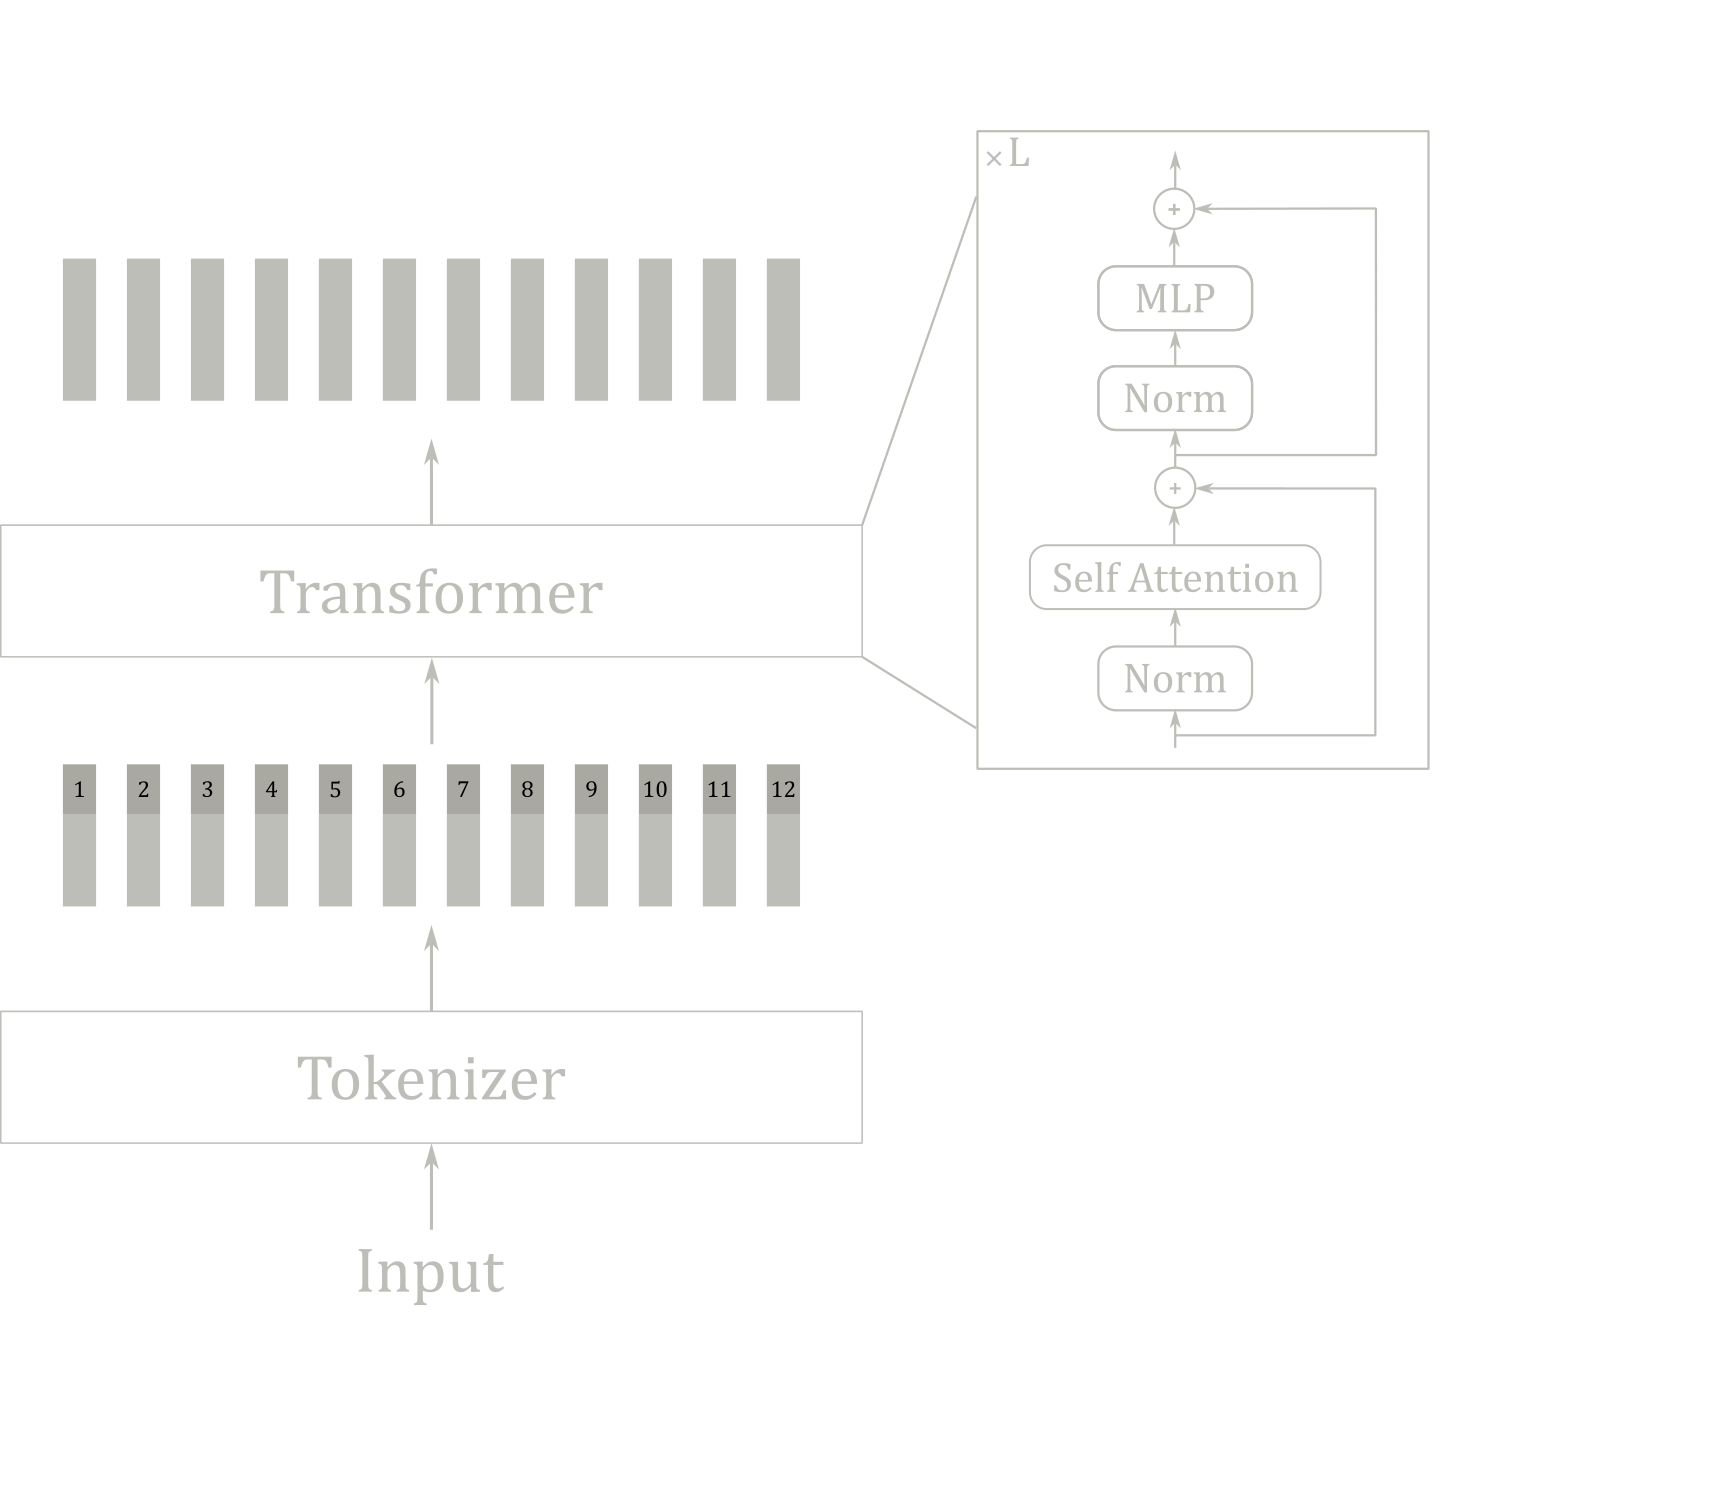 ×L
+
MLP
Norm
+
Self Attention
Norm
Transformer
1 2 3 4 5 6 7 8 9 10 11 12
Tokenizer
Input